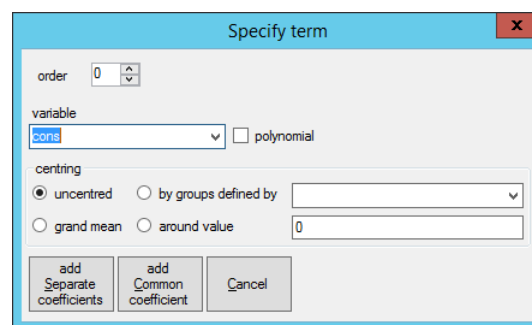 Specify term
x
order 0
variable
cons polynomial
centring
uncentred by groups defined by
grand mean around value 0
add Separate coefficients
add Common coefficient
Cancel